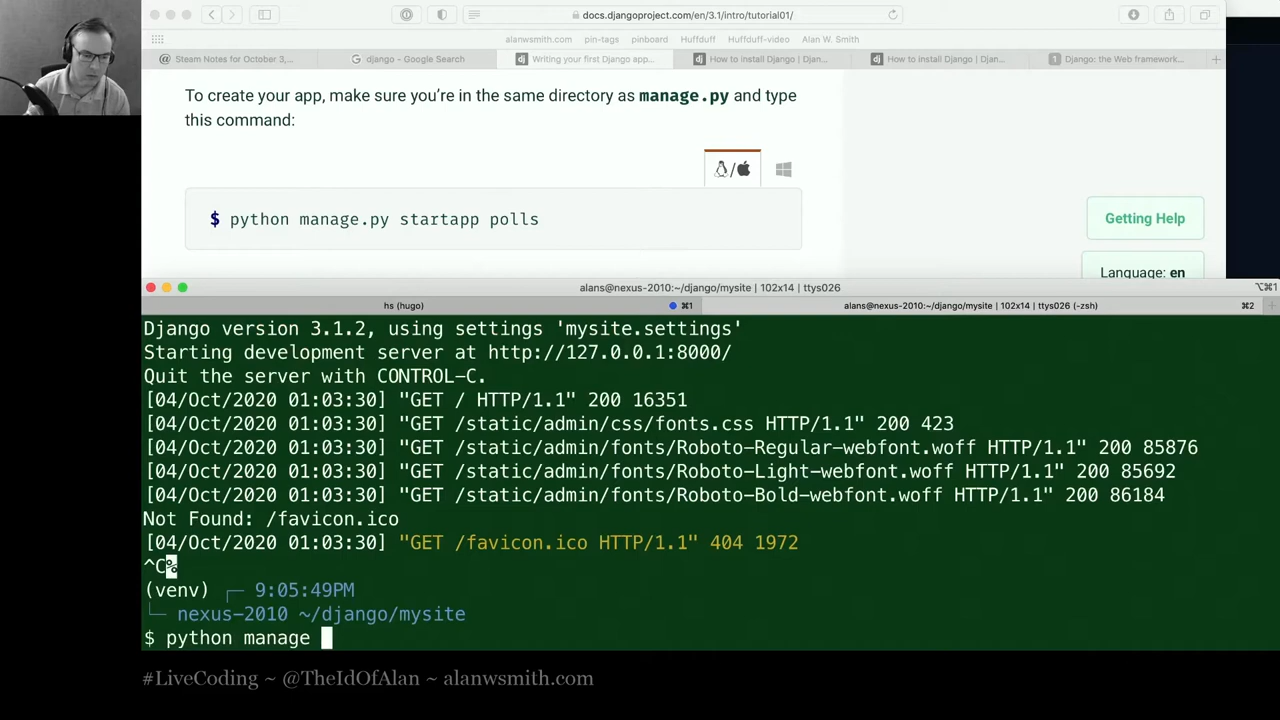 docs.djangoproject.com/en/3.1/intro/tutorial01/
alanwsmith.com pin-tags pinboard Huffduff Huffduff-video Alan W. Smith
Steam Notes for October 3,... django - Google Search Writing your first Django app... How to install Django | Djan... How to install Django | Djan... Django: the Web framework...
To create your app, make sure you're in the same directory as manage.py and type
this command:
/
$ python manage.py startapp polls
Getting Help
Language: en
alans@nexus-2010:~/django/mysite | 102x14 | ttys026 ⌥⌘1
hs (hugo) ⌘1 alans@nexus-2010:~/django/mysite | 102x14 | ttys026 (-zsh) ⌘2
Django version 3.1.2, using settings 'mysite.settings'
Starting development server at http://127.0.0.1:8000/
Quit the server with CONTROL-C.
[04/Oct/2020 01:03:30] "GET / HTTP/1.1" 200 16351
[04/Oct/2020 01:03:30] "GET /static/admin/css/fonts.css HTTP/1.1" 200 423
[04/Oct/2020 01:03:30] "GET /static/admin/fonts/Roboto-Regular-webfont.woff HTTP/1.1" 200 85876
[04/Oct/2020 01:03:30] "GET /static/admin/fonts/Roboto-Light-webfont.woff HTTP/1.1" 200 85692
[04/Oct/2020 01:03:30] "GET /static/admin/fonts/Roboto-Bold-webfont.woff HTTP/1.1" 200 86184
Not Found: /favicon.ico
[04/Oct/2020 01:03:30] "GET /favicon.ico HTTP/1.1" 404 1972
^C%
(venv) ┌─ 9:05:49PM
└─ nexus-2010 ~/django/mysite
$ python manage
#LiveCoding ~ @TheIdOfAlan ~ alanwsmith.com